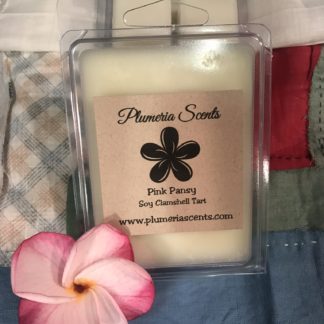 Plumeria Scents
Pink Pansy
Soy Clamshell Tart
www.plumeriascents.com